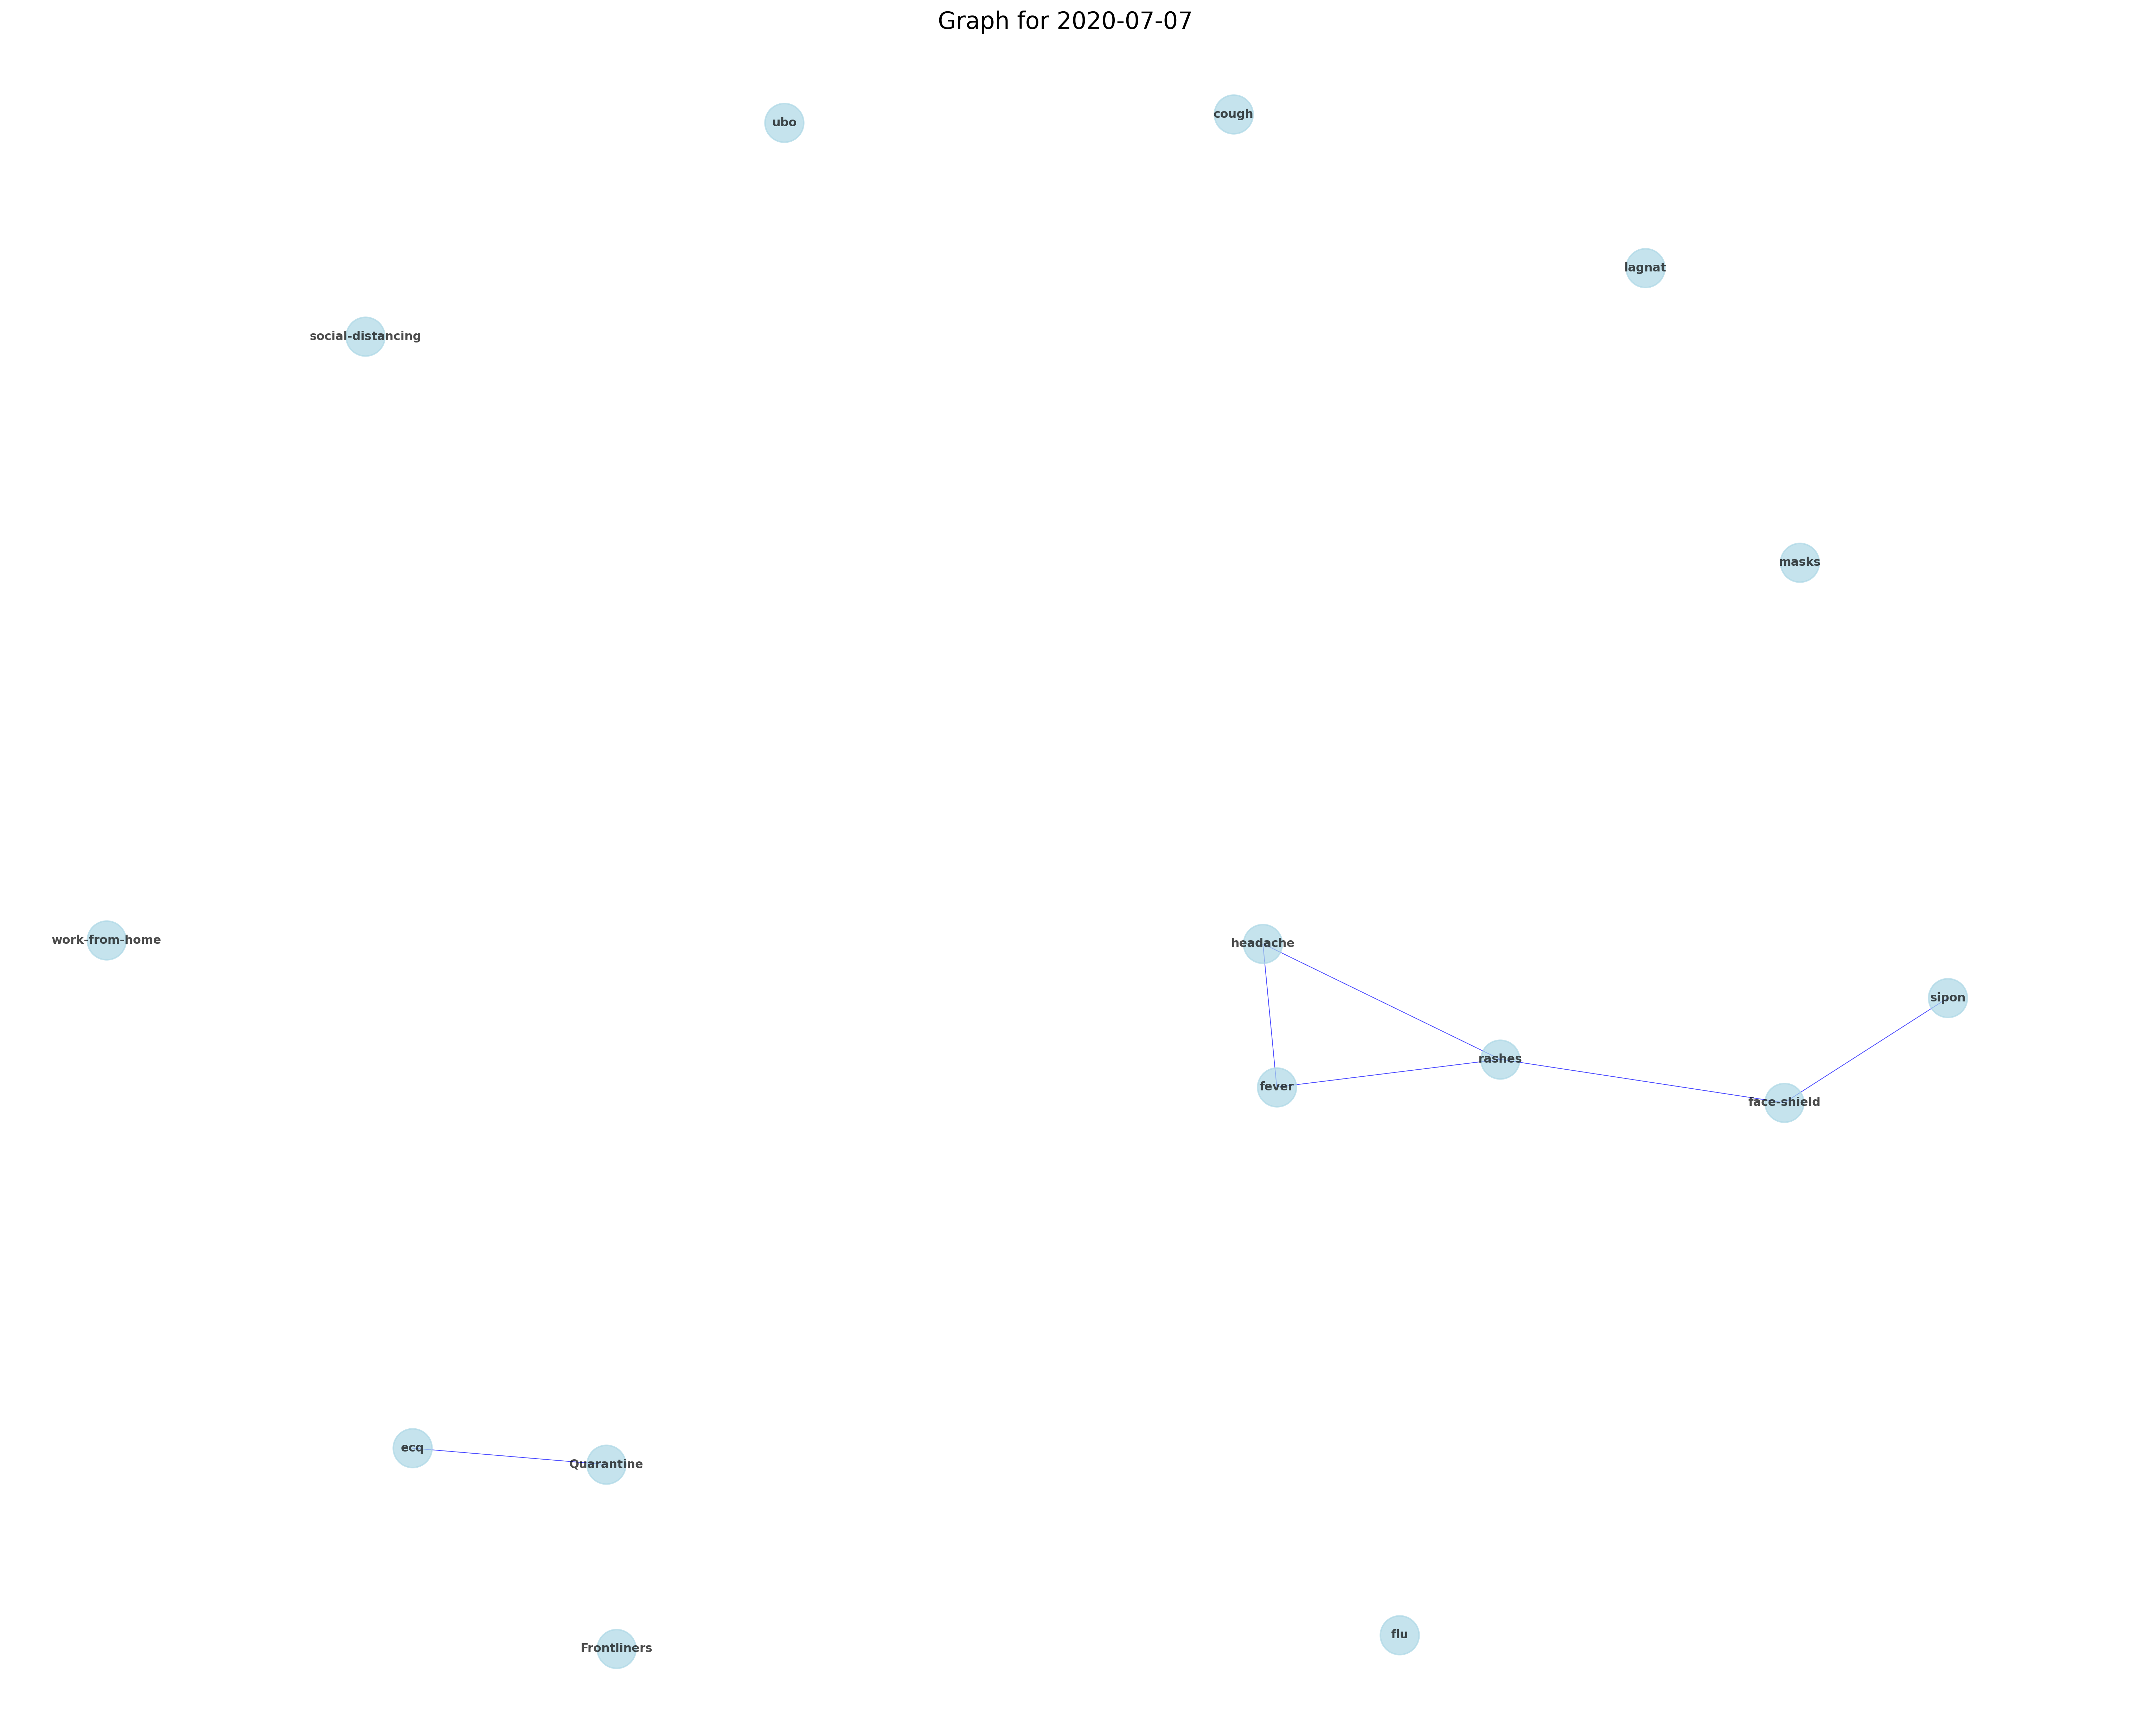 Graph for 2020-07-07
ubo
cough
lagnat
social-distancing
masks
work-from-home
headache
sipon
rashes
fever
face-shield
ecq
Quarantine
Frontliners
flu